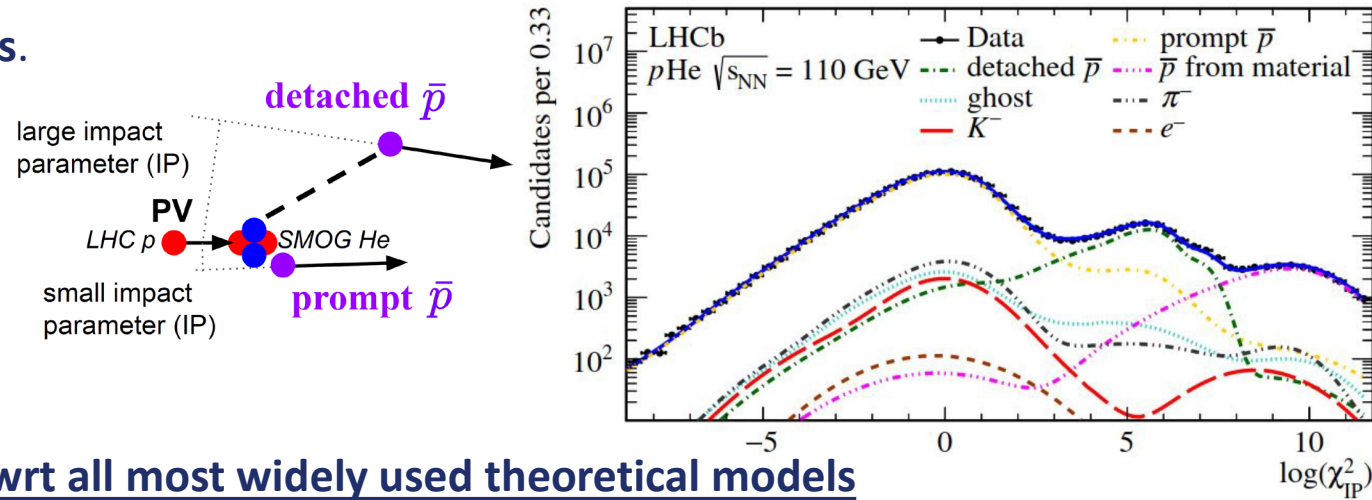 s.
detached p̅
large impact
parameter (IP)
PV
LHC p
SMOG He
small impact
parameter (IP)
prompt p̅
LHCb
pHe √sNN = 110 GeV
Data
detached p̅
ghost
K⁻
prompt p̅
p̅ from material
π⁻
e⁻
Candidates per 0.33
10⁷
10⁶
10⁵
10⁴
10³
10²
−5 0 5 10
log(χ²IP)
wrt all most widely used theoretical models